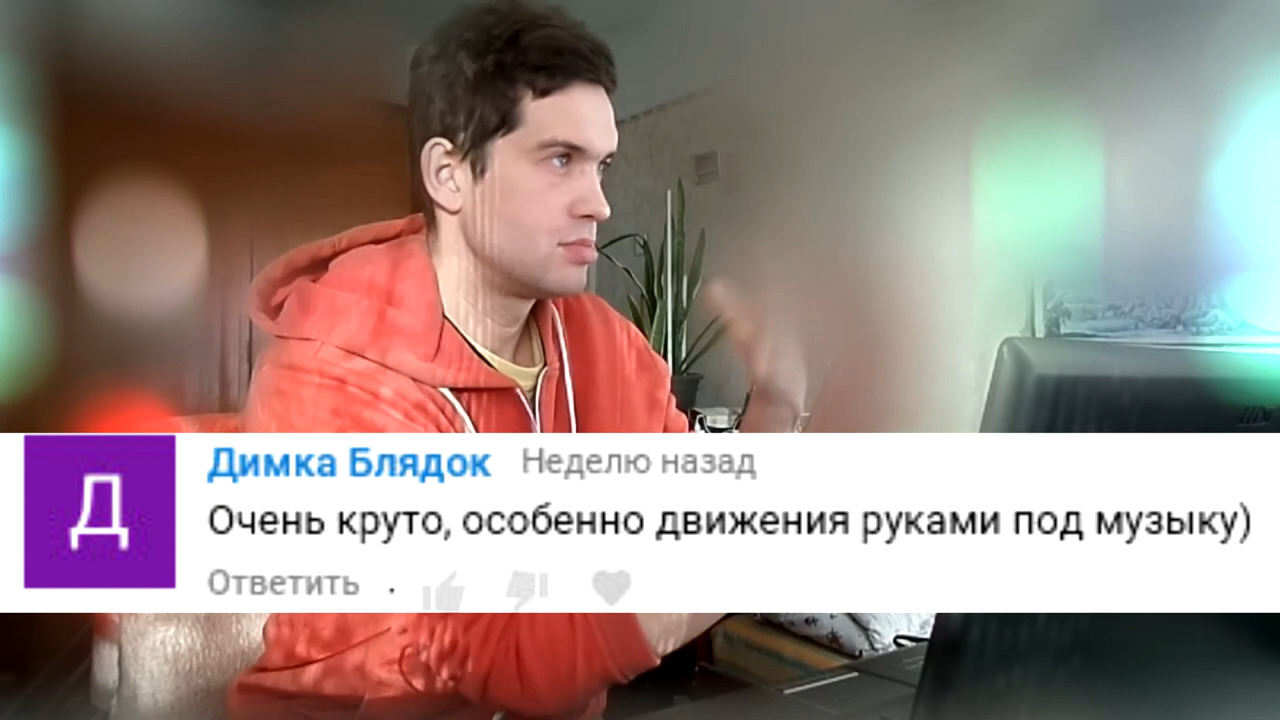 Д
Димка Блядок Неделю назад
Очень круто, особенно движения руками под музыку)
Ответить .